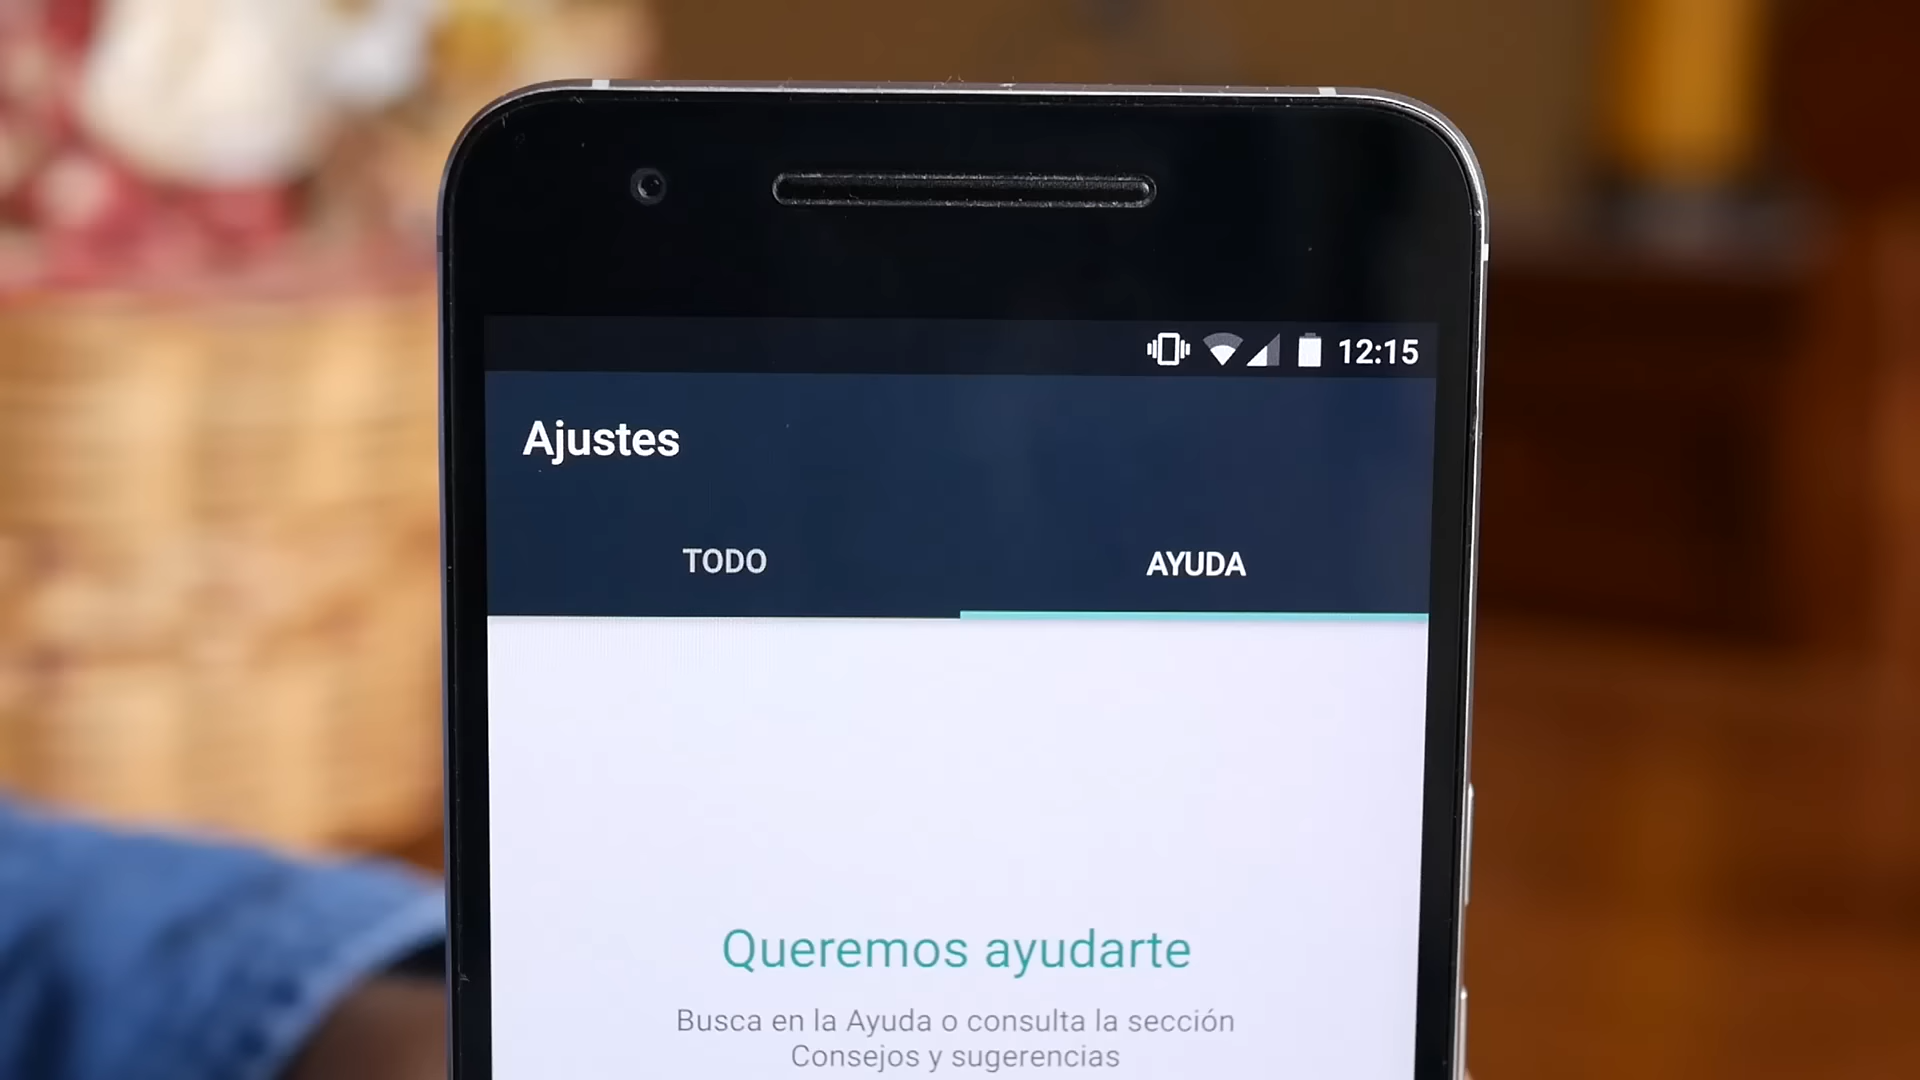 12:15
Ajustes
TODO
AYUDA
Queremos ayudarte
Busca en la Ayuda o consulta la sección
Consejos y sugerencias